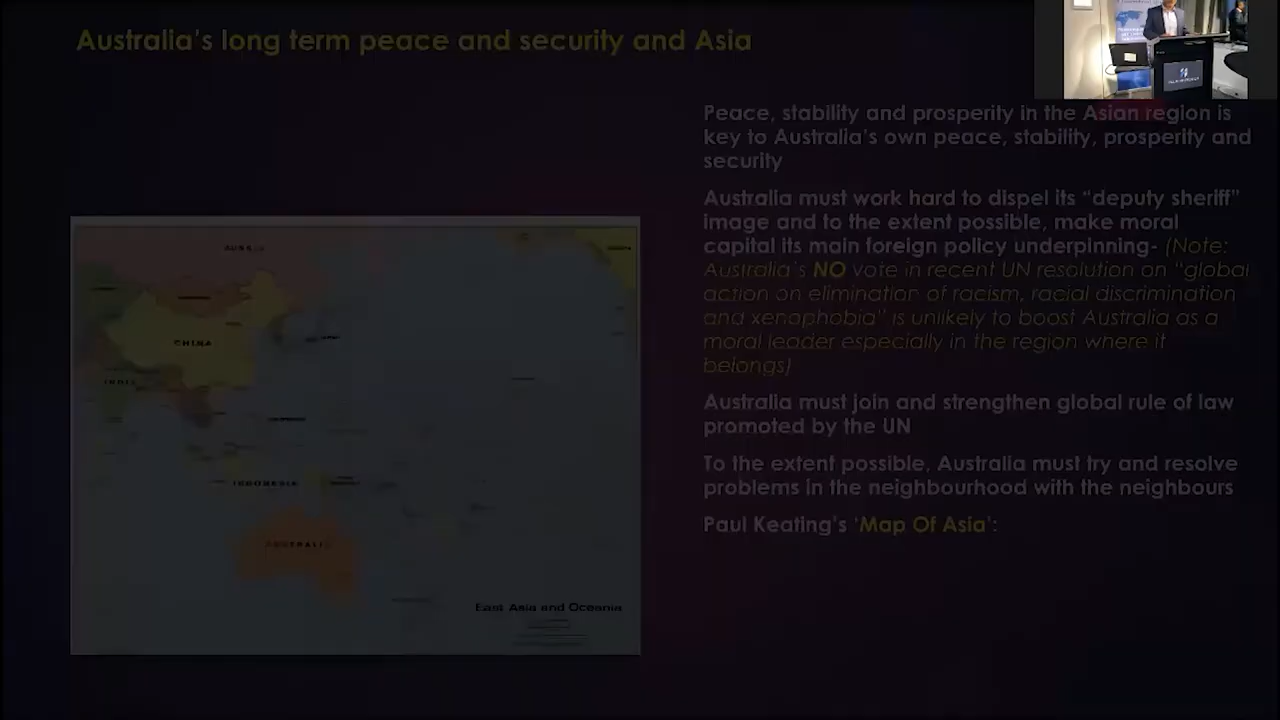 Australia's long term peace and security and Asia
Peace, stability and prosperity in the Asian region is
key to Australia's own peace, stability, prosperity and
security
Australia must work hard to dispel its “deputy sheriff”
image and to the extent possible, make moral
capital its main foreign policy underpinning- (Note:
Australia's NO vote in recent UN resolution on “global
action on elimination of racism, racial discrimination
and xenophobia” is unlikely to boost Australia as a
moral leader especially in the region where it
belongs)
Australia must join and strengthen global rule of law
promoted by the UN
To the extent possible, Australia must try and resolve
problems in the neighbourhood with the neighbours
Paul Keating's ‘Map Of Asia’:
RUSSIA
CHINA
INDIA
INDONESIA
AUSTRALIA
East Asia and Oceania